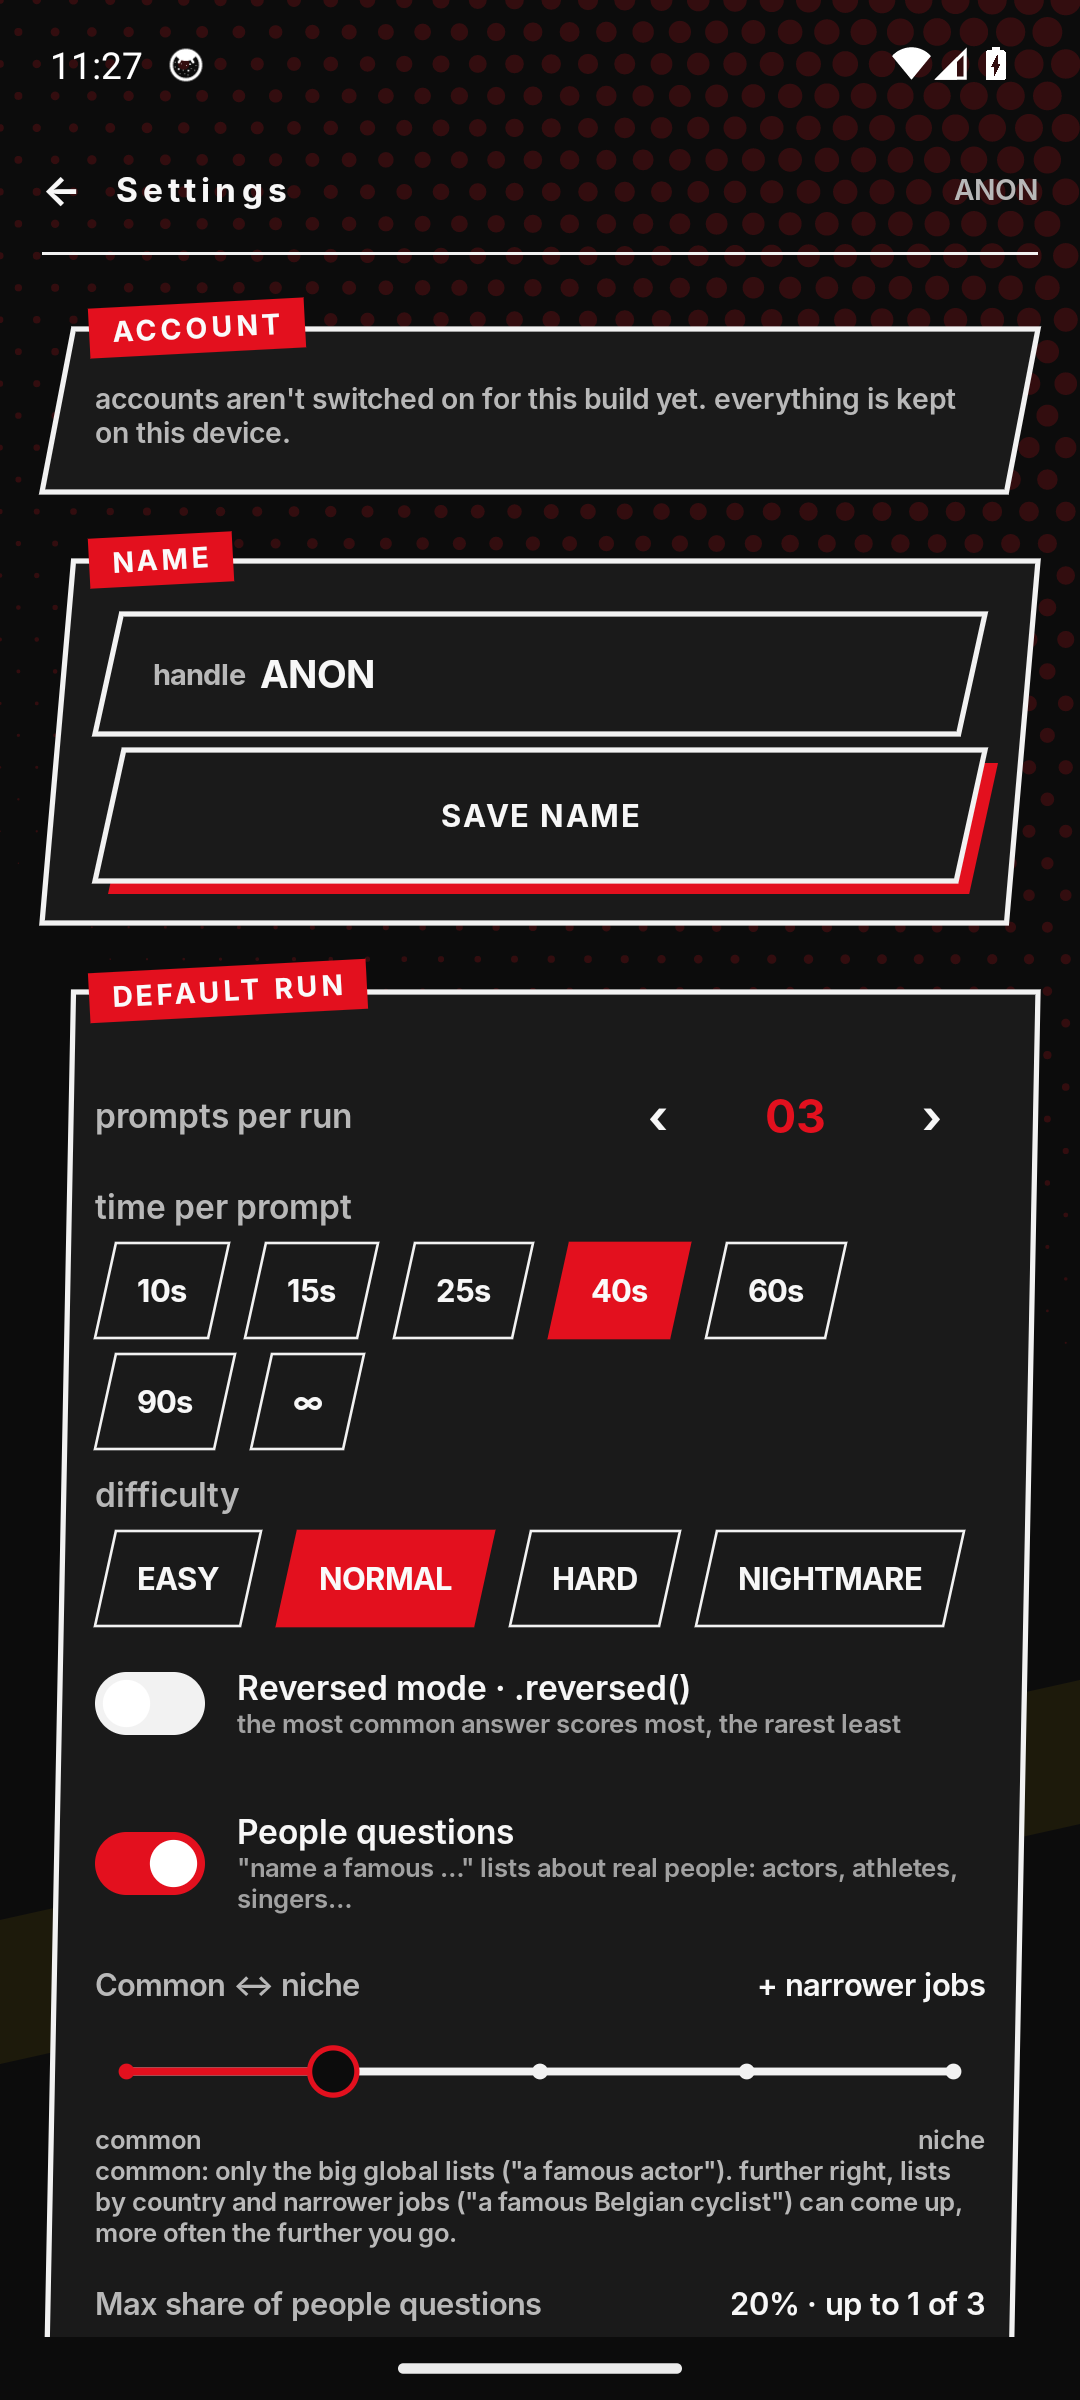 11:27
Settings
ANON
ACCOUNT
accounts aren't switched on for this build yet. everything is kept
on this device.
NAME
handle ANON
SAVE NAME
DEFAULT RUN
prompts per run ‹ 03 ›
time per prompt
10s 15s 25s 40s 60s
90s ∞
difficulty
EASY NORMAL HARD NIGHTMARE
Reversed mode · .reversed()
the most common answer scores most, the rarest least
People questions
"name a famous ..." lists about real people: actors, athletes,
singers...
Common ↔ niche + narrower jobs
common niche
common: only the big global lists ("a famous actor"). further right, lists
by country and narrower jobs ("a famous Belgian cyclist") can come up,
more often the further you go.
Max share of people questions 20% · up to 1 of 3